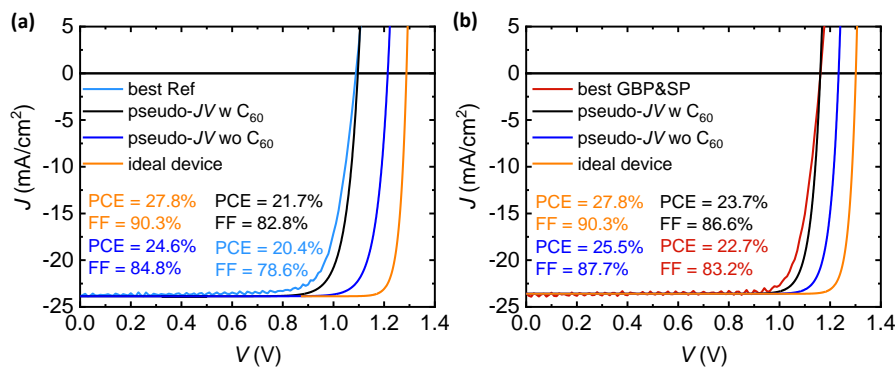 (a)
5
0
-5
-10
-15
-20
-25
J (mA/cm²)
best Ref
pseudo-JV w C₆₀
pseudo-JV wo C₆₀
ideal device
PCE = 27.8% PCE = 21.7%
FF = 90.3% FF = 82.8%
PCE = 24.6% PCE = 20.4%
FF = 84.8% FF = 78.6%
0.0 0.2 0.4 0.6 0.8 1.0 1.2 1.4
V (V)
(b)
5
0
-5
-10
-15
-20
-25
J (mA/cm²)
best GBP&SP
pseudo-JV w C₆₀
pseudo-JV wo C₆₀
ideal device
PCE = 27.8% PCE = 23.7%
FF = 90.3% FF = 86.6%
PCE = 25.5% PCE = 22.7%
FF = 87.7% FF = 83.2%
0.0 0.2 0.4 0.6 0.8 1.0 1.2 1.4
V (V)